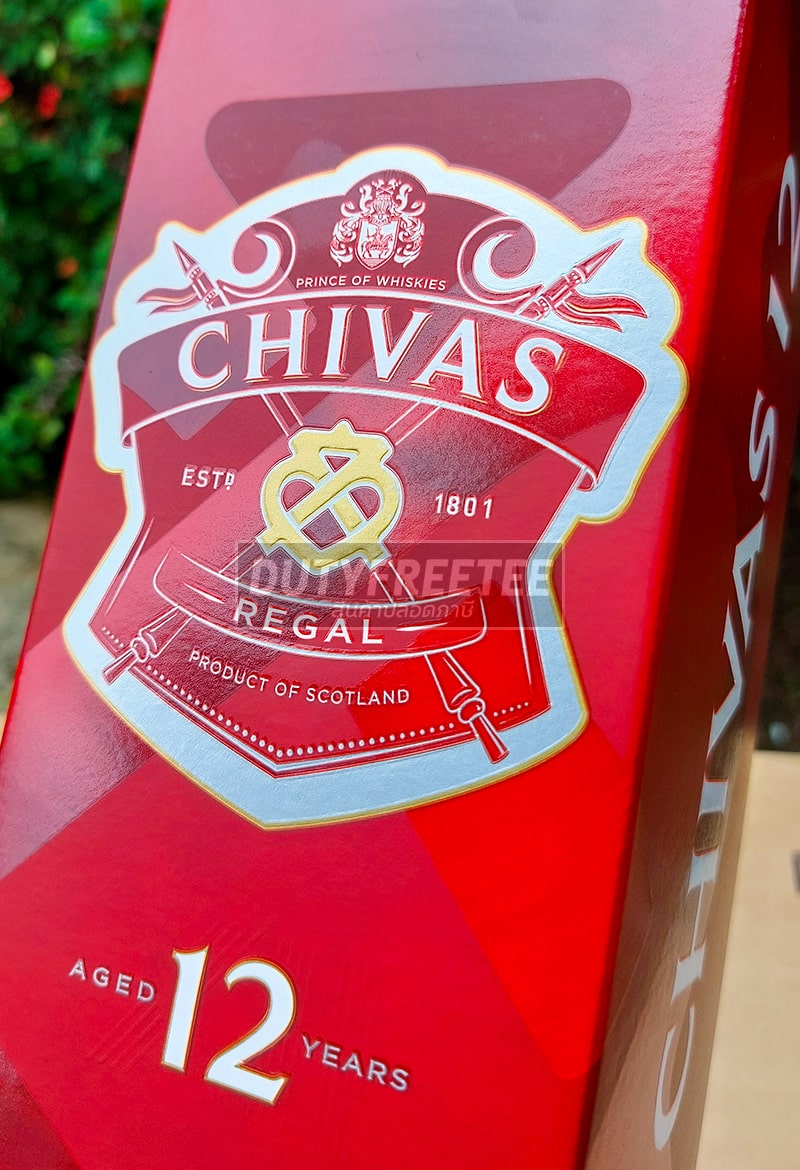 PRINCE OF WHISKIES
CHIVAS
ESTD 1801
DUTYFREETEE
สินค้าปลอดภาษี
REGAL
PRODUCT OF SCOTLAND
AGED 12 YEARS
CHIVAS 12